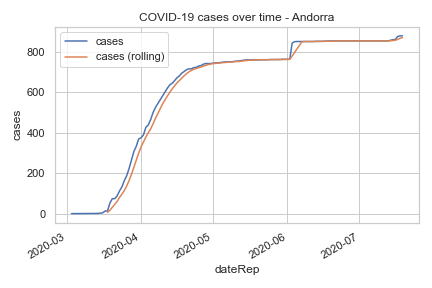 COVID-19 cases over time - Andorra
cases
cases (rolling)
800
600
400
200
0
cases
2020-03
2020-04
2020-05
2020-06
2020-07
dateRep